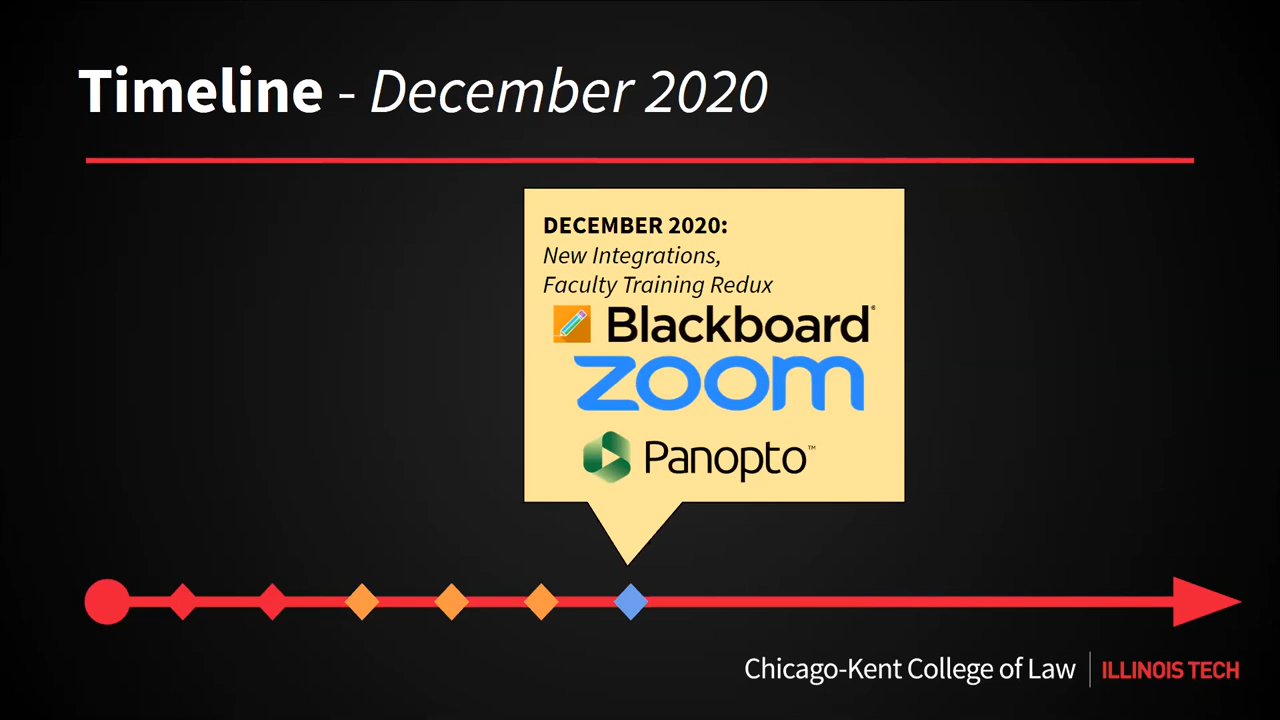 Timeline - December 2020
DECEMBER 2020:
New Integrations,
Faculty Training Redux
Blackboard®
zoom
Panopto™
Chicago-Kent College of Law | ILLINOIS TECH